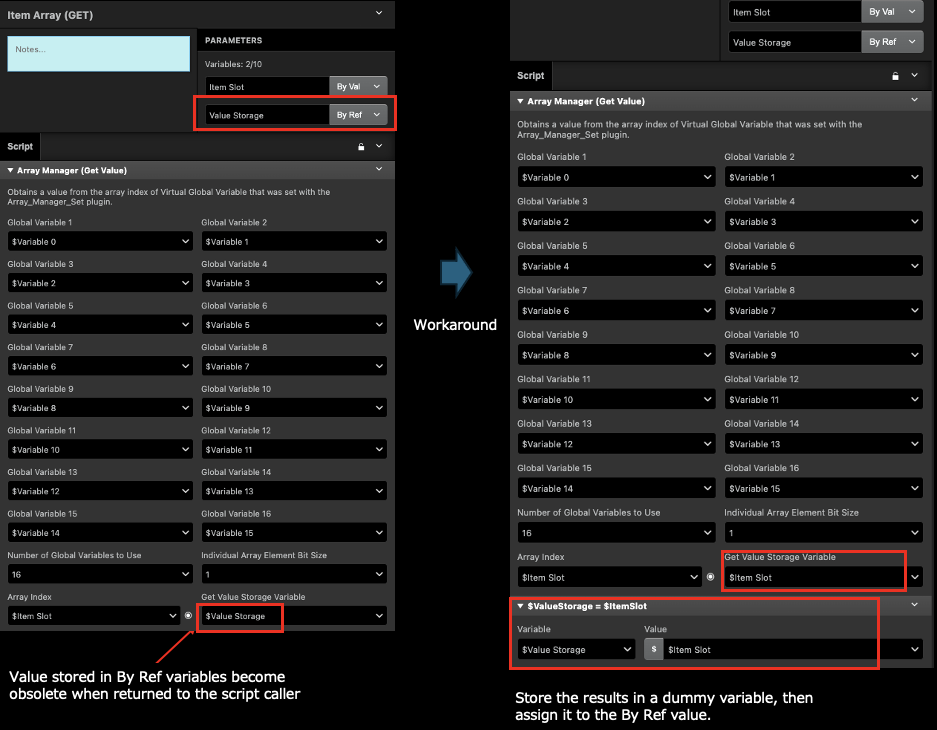 Item Array (GET)
Notes...
PARAMETERS
Variables: 2/10
Item Slot
By Val
Value Storage
By Ref
Script
Array Manager (Get Value)
Obtains a value from the array index of Virtual Global Variable that was set with the
Array_Manager_Set plugin.
Global Variable 1
Global Variable 2
$Variable 0
$Variable 1
Global Variable 3
Global Variable 4
$Variable 2
$Variable 3
Global Variable 5
Global Variable 6
$Variable 4
$Variable 5
Global Variable 7
Global Variable 8
$Variable 6
$Variable 7
Global Variable 9
Global Variable 10
$Variable 8
$Variable 9
Global Variable 11
Global Variable 12
$Variable 10
$Variable 11
Global Variable 13
Global Variable 14
$Variable 12
$Variable 13
Global Variable 15
Global Variable 16
$Variable 14
$Variable 15
Number of Global Variables to Use
Individual Array Element Bit Size
16
1
Array Index
Get Value Storage Variable
$Item Slot
$Value Storage
Value stored in By Ref variables become
obsolete when returned to the script caller
Workaround
Item Slot
By Val
Value Storage
By Ref
Script
Array Manager (Get Value)
Obtains a value from the array index of Virtual Global Variable that was set with the
Array_Manager_Set plugin.
Global Variable 1
Global Variable 2
$Variable 0
$Variable 1
Global Variable 3
Global Variable 4
$Variable 2
$Variable 3
Global Variable 5
Global Variable 6
$Variable 4
$Variable 5
Global Variable 7
Global Variable 8
$Variable 6
$Variable 7
Global Variable 9
Global Variable 10
$Variable 8
$Variable 9
Global Variable 11
Global Variable 12
$Variable 10
$Variable 11
Global Variable 13
Global Variable 14
$Variable 12
$Variable 13
Global Variable 15
Global Variable 16
$Variable 14
$Variable 15
Number of Global Variables to Use
Individual Array Element Bit Size
16
1
Array Index
Get Value Storage Variable
$Item Slot
$Item Slot
$ValueStorage = $ItemSlot
Variable
Value
$Value Storage
$
$Item Slot
Store the results in a dummy variable, then
assign it to the By Ref value.